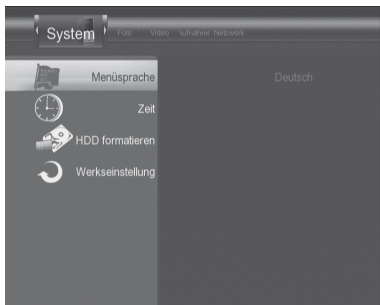 System Foto Video Aufnahme Netzwerk
Menüsprache Deutsch
Zeit
HDD formatieren
Werkseinstellung